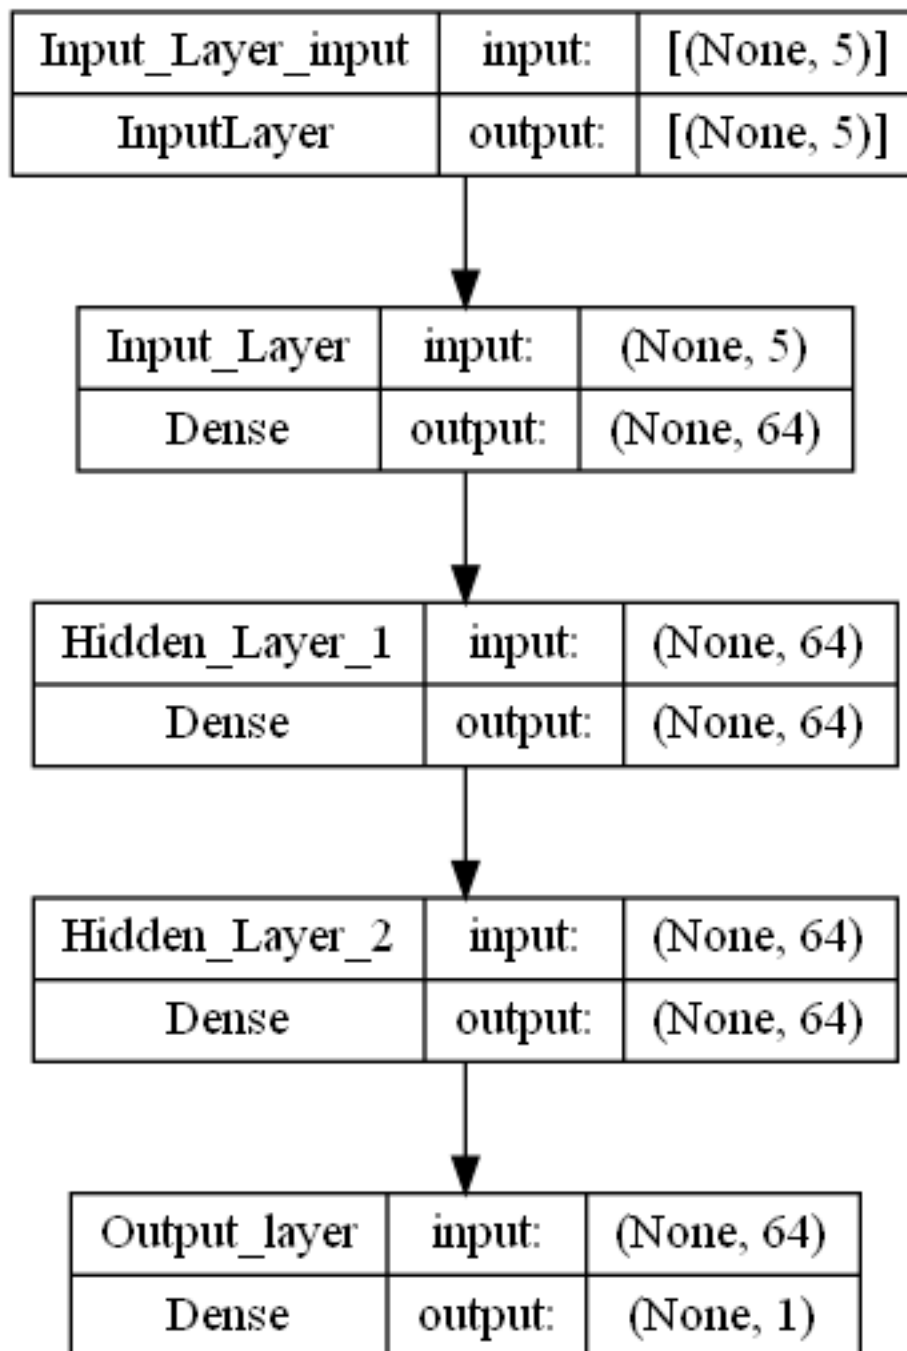 Input_Layer_input input: [(None, 5)]
InputLayer output: [(None, 5)]
Input_Layer input: (None, 5)
Dense output: (None, 64)
Hidden_Layer_1 input: (None, 64)
Dense output: (None, 64)
Hidden_Layer_2 input: (None, 64)
Dense output: (None, 64)
Output_layer input: (None, 64)
Dense output: (None, 1)